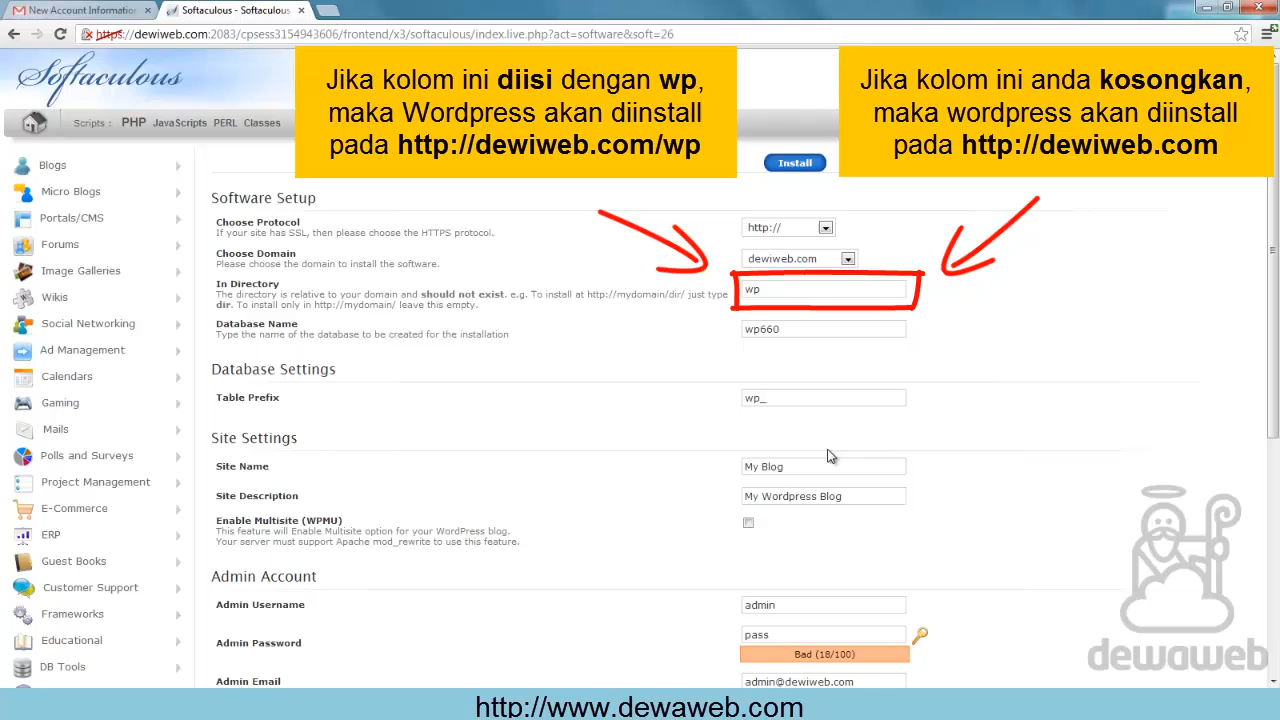 New Account Information
Softaculous - Softaculous
https://dewiweb.com:2083/cpsess3154943606/frontend/x3/softaculous/index.live.php?act=software&soft=26
Softaculous
Jika kolom ini diisi dengan wp,
maka Wordpress akan diinstall
pada http://dewiweb.com/wp
Jika kolom ini anda kosongkan,
maka wordpress akan diinstall
pada http://dewiweb.com
Scripts : PHP JavaScripts PERL Classes
Install
Blogs
Micro Blogs
Portals/CMS
Forums
Image Galleries
Wikis
Social Networking
Ad Management
Calendars
Gaming
Mails
Polls and Surveys
Project Management
E-Commerce
ERP
Guest Books
Customer Support
Frameworks
Educational
DB Tools
Software Setup
Choose Protocol
If your site has SSL, then please choose the HTTPS protocol.
http://
Choose Domain
Please choose the domain to install the software.
dewiweb.com
In Directory
The directory is relative to your domain and should not exist. e.g. To install at http://mydomain/dir/ just type
dir. To install only in http://mydomain/ leave this empty.
wp
Database Name
Type the name of the database to be created for the installation
wp660
Database Settings
Table Prefix
wp_
Site Settings
Site Name
My Blog
Site Description
My Wordpress Blog
Enable Multisite (WPMU)
This feature will Enable Multisite option for your WordPress blog.
Your server must support Apache mod_rewrite to use this feature.
Admin Account
Admin Username
admin
Admin Password
pass
Bad (18/100)
Admin Email
admin@dewiweb.com
dewaweb
http://www.dewaweb.com